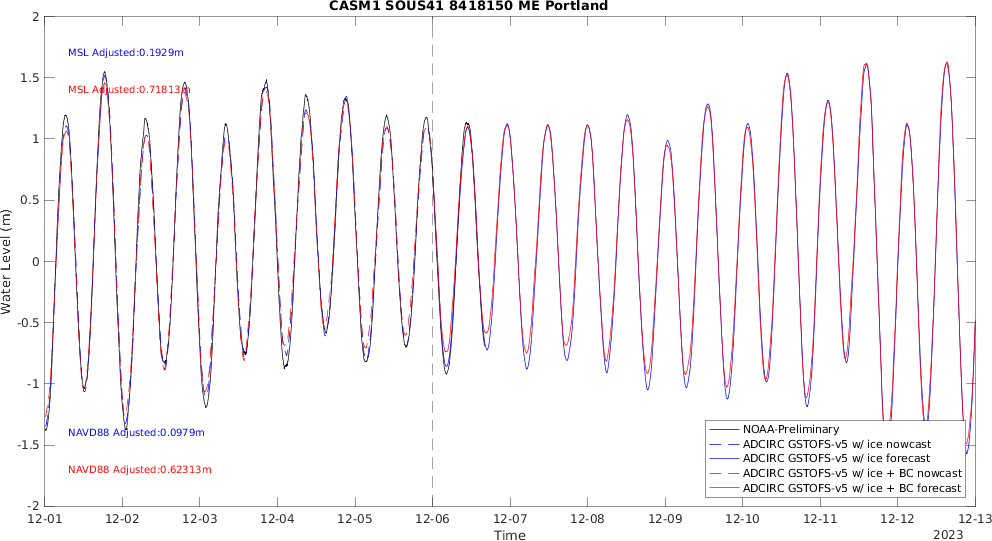 CASM1 SOUS41 8418150 ME Portland
2
1.5
1
0.5
0
-0.5
-1
-1.5
-2
Water Level (m)
MSL Adjusted:0.1929m
MSL Adjusted:0.71813m
NAVD88 Adjusted:0.0979m
NAVD88 Adjusted:0.62313m
NOAA-Preliminary
ADCIRC GSTOFS-v5 w/ ice nowcast
ADCIRC GSTOFS-v5 w/ ice forecast
ADCIRC GSTOFS-v5 w/ ice + BC nowcast
ADCIRC GSTOFS-v5 w/ ice + BC forecast
12-01 12-02 12-03 12-04 12-05 12-06 12-07 12-08 12-09 12-10 12-11 12-12 12-13
Time
2023